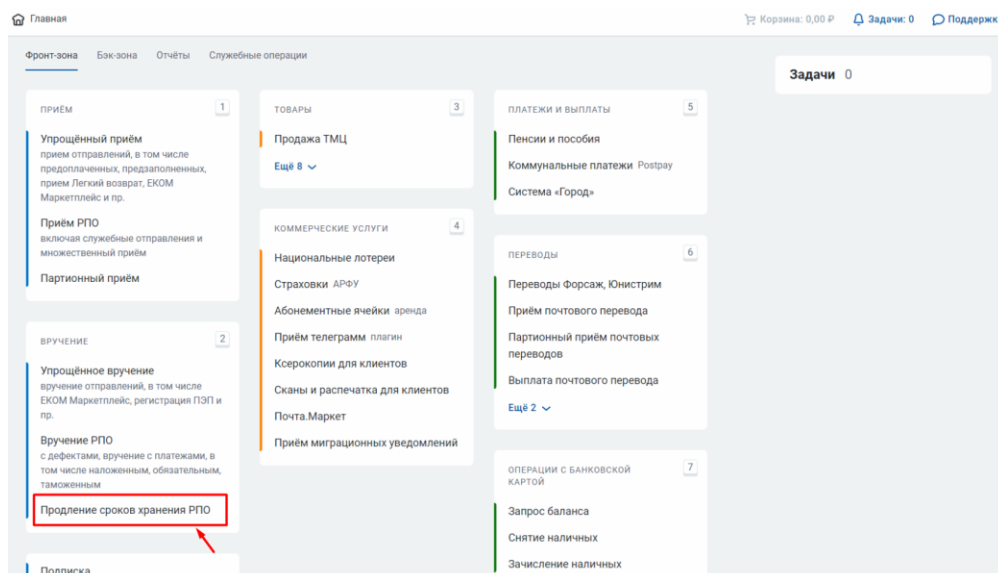 Главная
Корзина: 0,00 ₽
Задачи: 0
Поддержк
Фронт-зона
Бэк-зона
Отчёты
Служебные операции
Задачи 0
ПРИЁМ
1
Упрощённый приём
прием отправлений, в том числе
предоплаченных, предзаполненных,
прием Легкий возврат, ЕКОМ
Маркетплейс и пр.
Приём РПО
включая служебные отправления и
множественный приём
Партионный приём
ВРУЧЕНИЕ
2
Упрощённое вручение
вручение отправлений, в том числе
ЕКОМ Маркетплейс, регистрация ПЭП и
пр.
Вручение РПО
с дефектами, вручение с платежами, в
том числе наложенным, обязательным,
таможенным
Продление сроков хранения РПО
Подписка
ТОВАРЫ
3
Продажа ТМЦ
Ещё 8
КОММЕРЧЕСКИЕ УСЛУГИ
4
Национальные лотереи
Страховки АРФУ
Абонементные ячейки аренда
Приём телеграмм плагин
Ксерокопии для клиентов
Сканы и распечатка для клиентов
Почта.Маркет
Приём миграционных уведомлений
ПЛАТЕЖИ И ВЫПЛАТЫ
5
Пенсии и пособия
Коммунальные платежи Postpay
Система «Город»
ПЕРЕВОДЫ
6
Переводы Форсаж, Юнистрим
Приём почтового перевода
Партионный приём почтовых
переводов
Выплата почтового перевода
Ещё 2
ОПЕРАЦИИ С БАНКОВСКОЙ
КАРТОЙ
7
Запрос баланса
Снятие наличных
Зачисление наличных